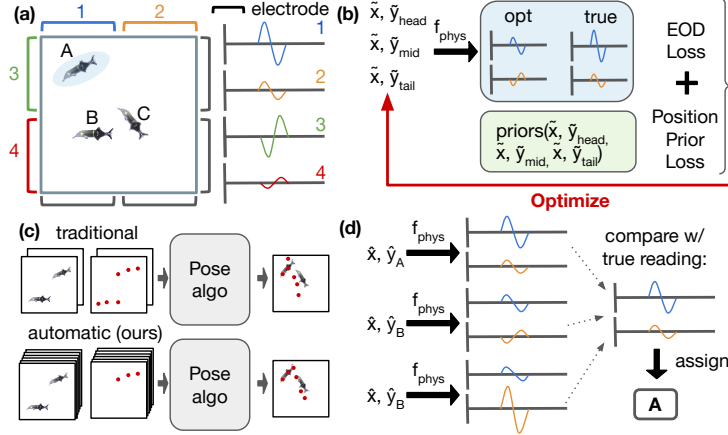 (a)
1
2
electrode
A
3
B
C
4
1
2
3
4
(b)
x̃, ỹhead
x̃, ỹmid
x̃, ỹtail
fphys
opt
true
EOD
Loss
+
Position
Prior
Loss
priors(x̃, ỹhead,
x̃, ỹmid, x̃, ỹtail)
Optimize
(c)
traditional
Pose
algo
automatic (ours)
Pose
algo
(d)
fphys
x̂, ŷA
fphys
x̂, ŷB
fphys
x̂, ŷB
compare w/
true reading:
assign
A